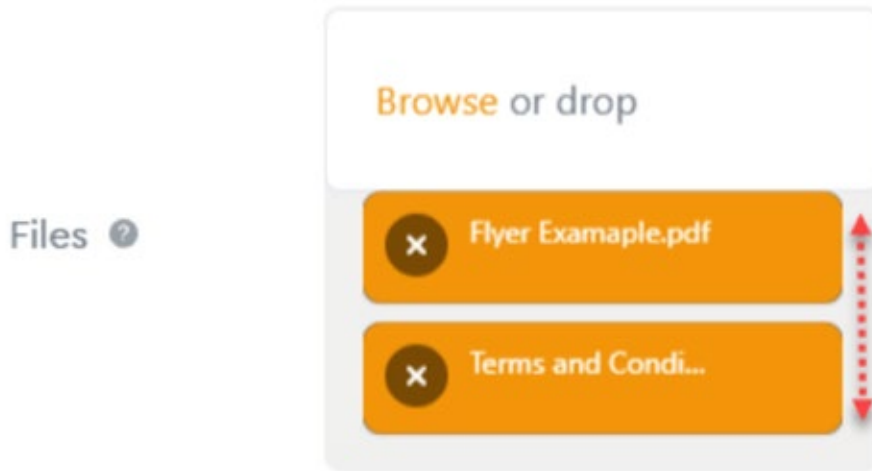 Browse or drop
Files ?
Flyer Examaple.pdf
Terms and Condi...